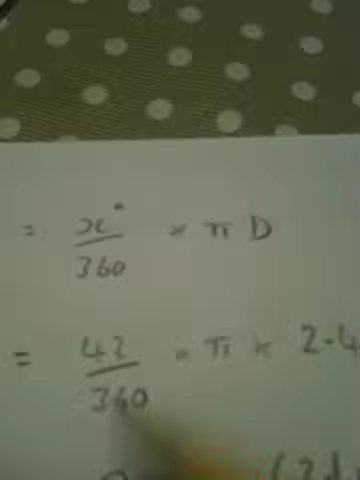 = x° / 360 × π D
= 42 / 360 × π × 2.4